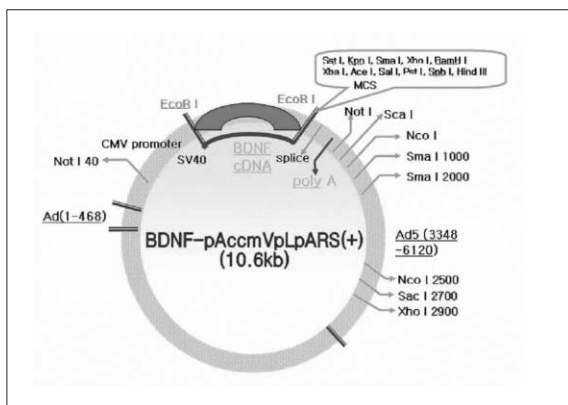 Sst I, Kpn I, Sma I, Xho I, BamH I
Xba I, Ace I, Sal I, Pst I, Sph I, Hind III
MCS
EcoR I
EcoR I
Not I
Sca I
Nco I
Sma I 1000
Sma I 2000
CMV promoter
Not I 40
SV40
BDNF
cDNA
splice
poly A
Ad(1-468)
BDNF-pAccmVpLpARS(+)
(10.6kb)
Ad5 (3348
-6120)
Nco I 2500
Sac I 2700
Xho I 2900